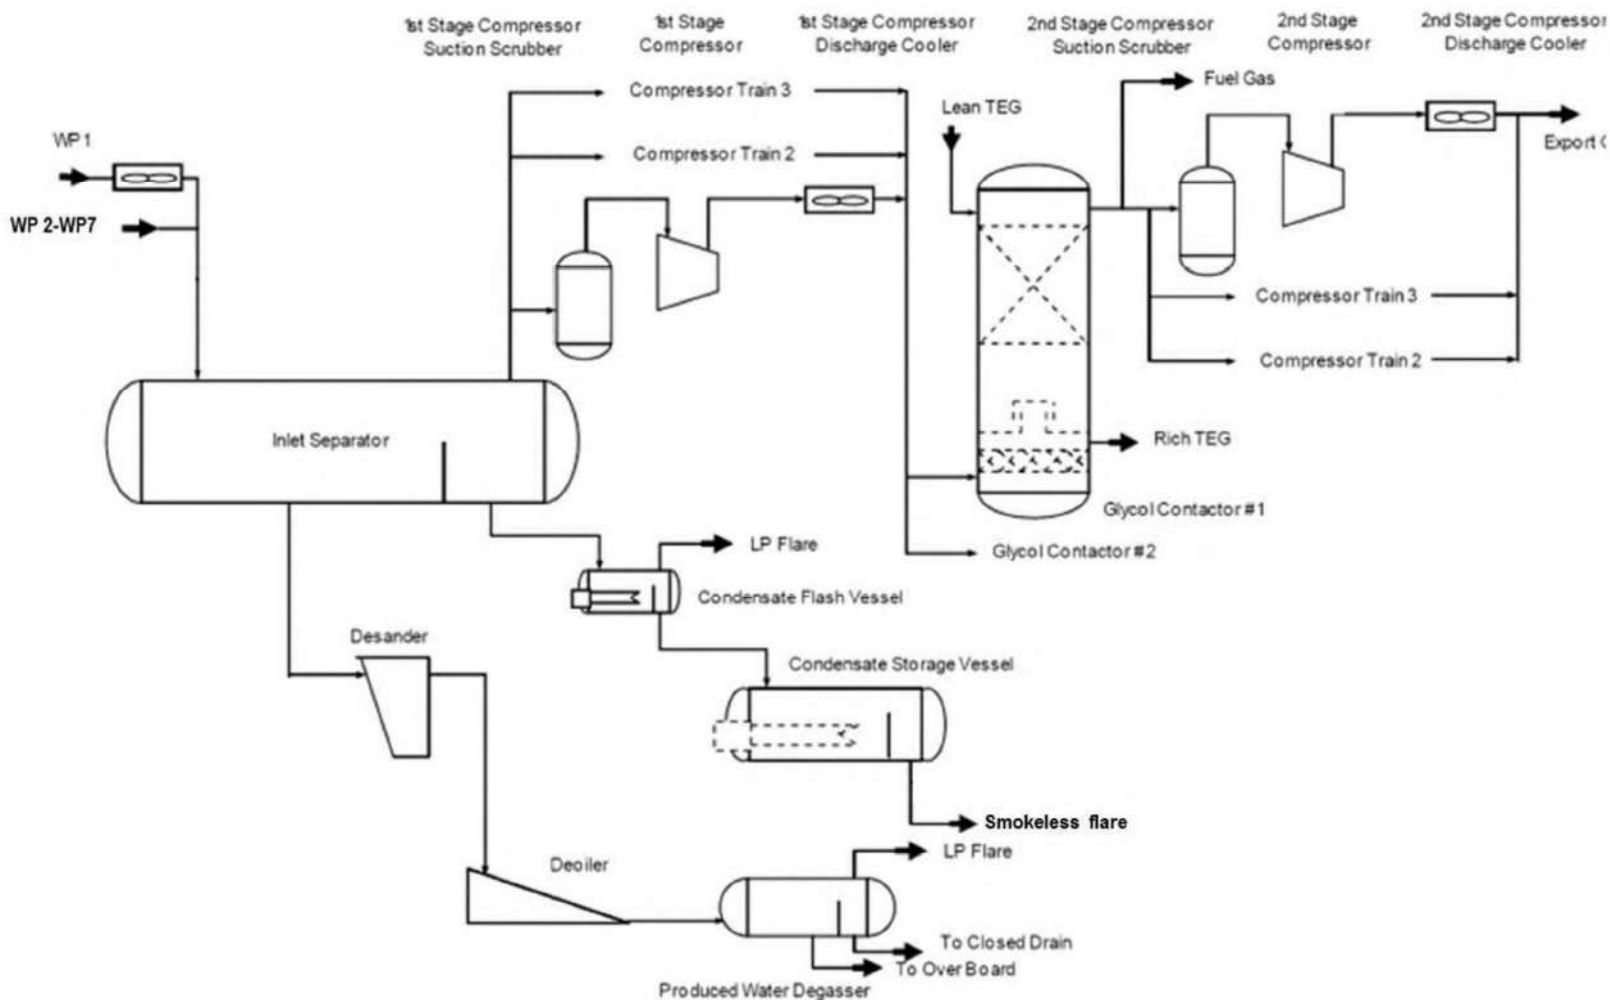 1st Stage Compressor
Suction Scrubber
1st Stage
Compressor
1st Stage Compressor
Discharge Cooler
2nd Stage Compressor
Suction Scrubber
2nd Stage
Compressor
2nd Stage Compressor
Discharge Cooler
Compressor Train 3
Fuel Gas
Lean TEG
WP 1
Compressor Train 2
Export
WP 2-WP7
Compressor Train 3
Compressor Train 2
Inlet Separator
Rich TEG
Glycol Contactor #1
LP Flare
Glycol Contactor #2
Condensate Flash Vessel
Desander
Condensate Storage Vessel
Smokeless flare
LP Flare
Deoiler
To Closed Drain
To Over Board
Produced Water Degasser